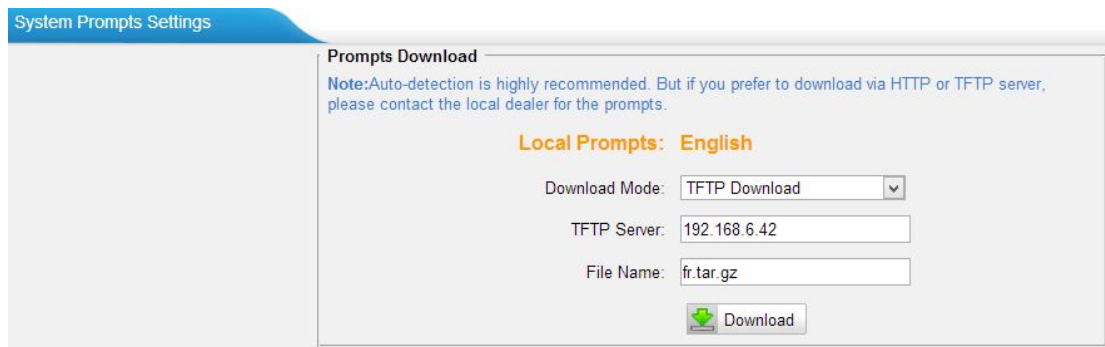 System Prompts Settings
Prompts Download
Note:Auto-detection is highly recommended. But if you prefer to download via HTTP or TFTP server,
please contact the local dealer for the prompts.
Local Prompts: English
Download Mode: TFTP Download
TFTP Server: 192.168.6.42
File Name: fr.tar.gz
Download